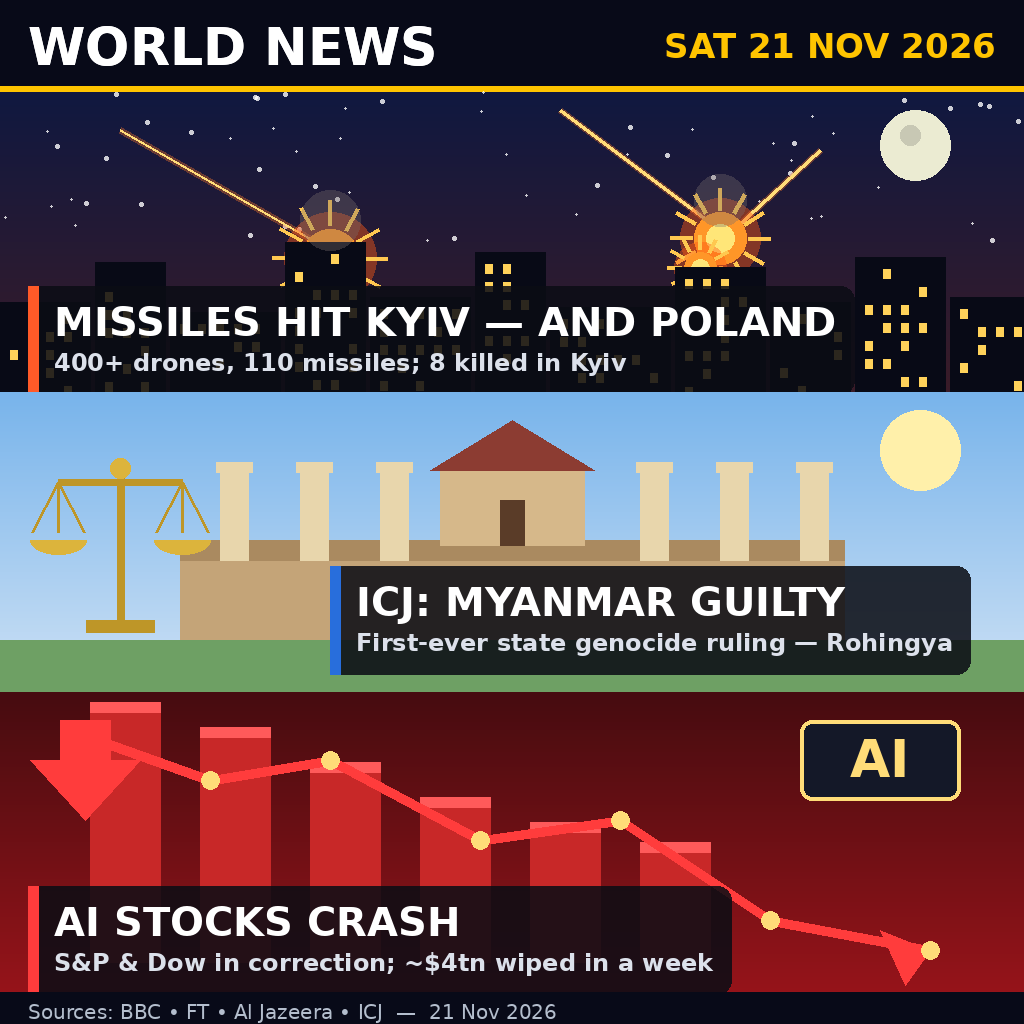 WORLD NEWS
SAT 21 NOV 2026
MISSILES HIT KYIV — AND POLAND
400+ drones, 110 missiles; 8 killed in Kyiv
ICJ: MYANMAR GUILTY
First-ever state genocide ruling — Rohingya
AI
AI STOCKS CRASH
S&P & Dow in correction; ~$4tn wiped in a week
Sources: BBC • FT • Al Jazeera • ICJ — 21 Nov 2026